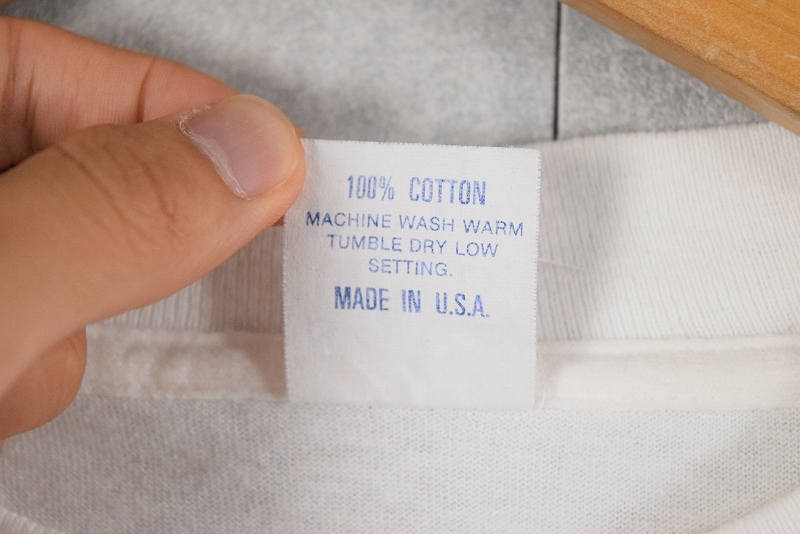 100% COTTON
MACHINE WASH WARM
TUMBLE DRY LOW
SETTING.
MADE IN U.S.A.